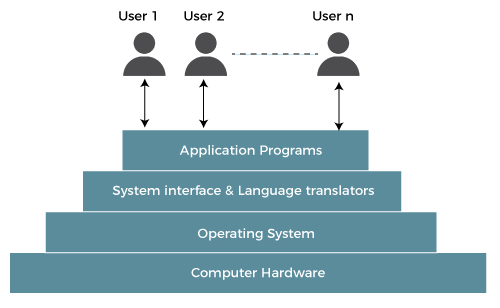 User 1
User 2
User n
Application Programs
System interface & Language translators
Operating System
Computer Hardware